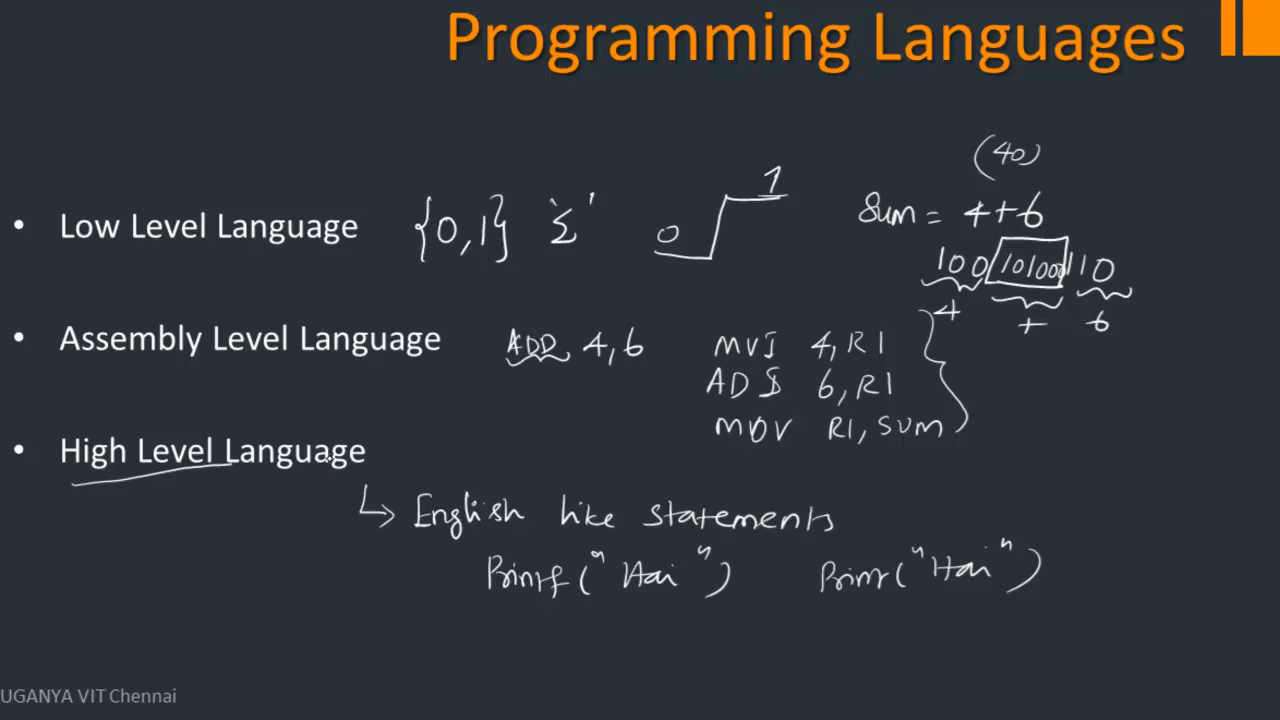 Programming Languages
(40)
• Low Level Language {0,1} 'Σ' 0 1 Sum = 4+6
100 101000 110
4 + 6
• Assembly Level Language ADD 4,6 MVI 4, R1
ADI 6, R1
MOV R1, SUM
• High Level Language
↳ English like statements
Printf("Hai") Print("Hai")
UGANYA VIT Chennai